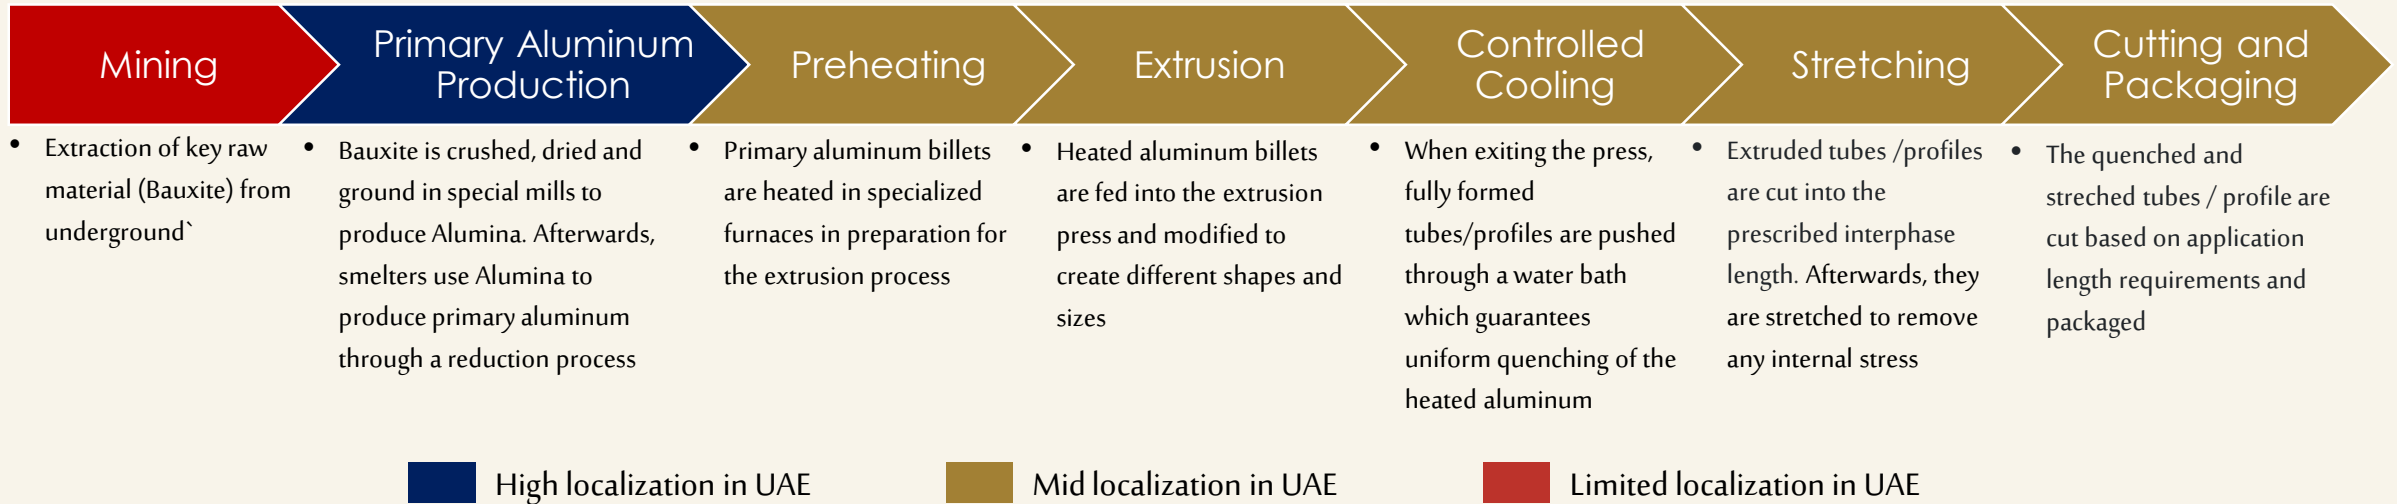 Mining
Primary Aluminum
Production
Preheating
Extrusion
Controlled
Cooling
Stretching
Cutting and
Packaging
• Extraction of key raw
material (Bauxite) from
underground`
• Bauxite is crushed, dried and
ground in special mills to
produce Alumina. Afterwards,
smelters use Alumina to
produce primary aluminum
through a reduction process
• Primary aluminum billets
are heated in specialized
furnaces in preparation for
the extrusion process
• Heated aluminum billets
are fed into the extrusion
press and modified to
create different shapes and
sizes
• When exiting the press,
fully formed
tubes/profiles are pushed
through a water bath
which guarantees
uniform quenching of the
heated aluminum
• Extruded tubes /profiles
are cut into the
prescribed interphase
length. Afterwards, they
are stretched to remove
any internal stress
• The quenched and
streched tubes / profile are
cut based on application
length requirements and
packaged
High localization in UAE
Mid localization in UAE
Limited localization in UAE